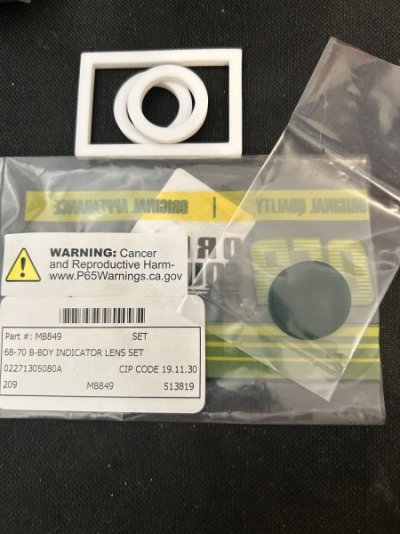 ORIGINAL QUALITY
ORIGINAL APPEARANCE
OER
WARNING: Cancer
and Reproductive Harm-
www.P65Warnings.ca.gov
Part #: MB849 SET
68-70 B-BDY INDICATOR LENS SET
02271305080A CIP CODE 19.11.30
209 MB849 513819